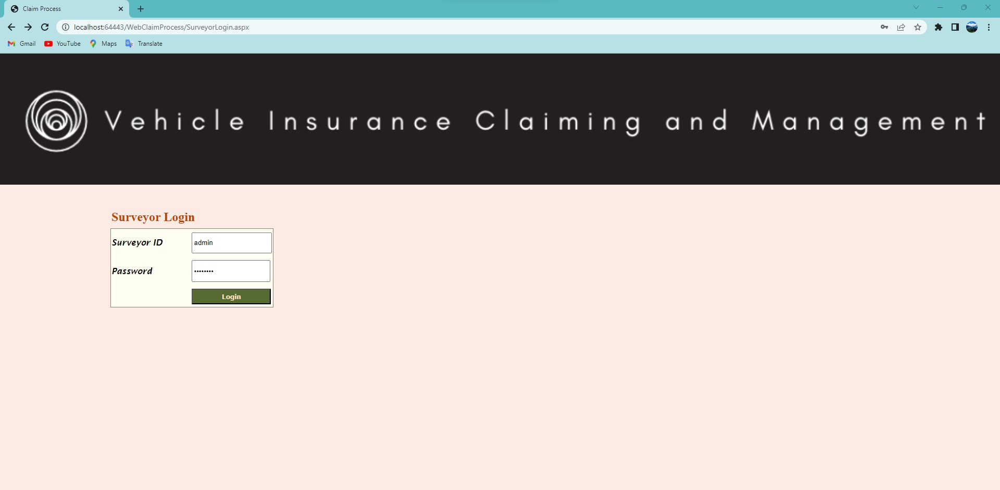 Claim Process
localhost:64443/WebClaimProcess/SurveyorLogin.aspx
Gmail YouTube Maps Translate
Vehicle Insurance Claiming and Management
Surveyor Login
Surveyor ID admin
Password ••••••••
Login